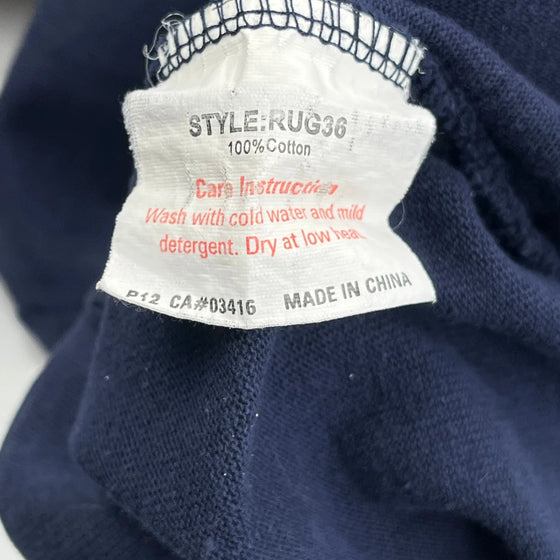 STYLE:RUG36
100%Cotton
Care Instruction
Wash with cold water and mild
detergent. Dry at low heat.
P12 CA#03416 MADE IN CHINA